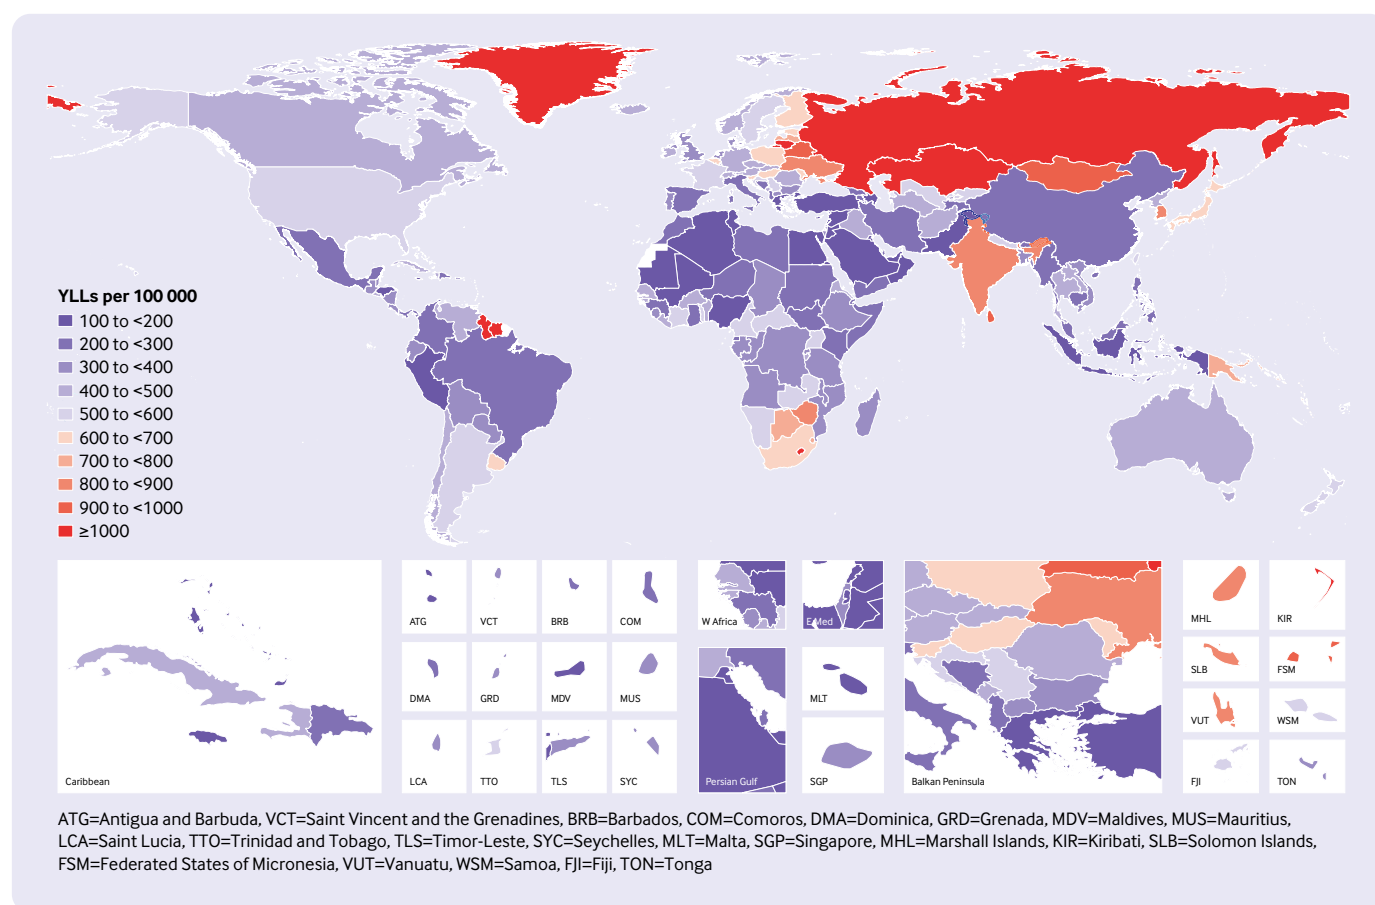 YLLs per 100 000
100 to <200
200 to <300
300 to <400
400 to <500
500 to <600
600 to <700
700 to <800
800 to <900
900 to <1000
≥1000
Caribbean
ATG
VCT
BRB
COM
DMA
GRD
MDV
MUS
LCA
TTO
TLS
SYC
W Africa
E Med
Persian Gulf
MLT
SGP
Balkan Peninsula
MHL
KIR
SLB
FSM
VUT
WSM
FJI
TON
ATG=Antigua and Barbuda, VCT=Saint Vincent and the Grenadines, BRB=Barbados, COM=Comoros, DMA=Dominica, GRD=Grenada, MDV=Maldives, MUS=Mauritius,
LCA=Saint Lucia, TTO=Trinidad and Tobago, TLS=Timor-Leste, SYC=Seychelles, MLT=Malta, SGP=Singapore, MHL=Marshall Islands, KIR=Kiribati, SLB=Solomon Islands,
FSM=Federated States of Micronesia, VUT=Vanuatu, WSM=Samoa, FJI=Fiji, TON=Tonga